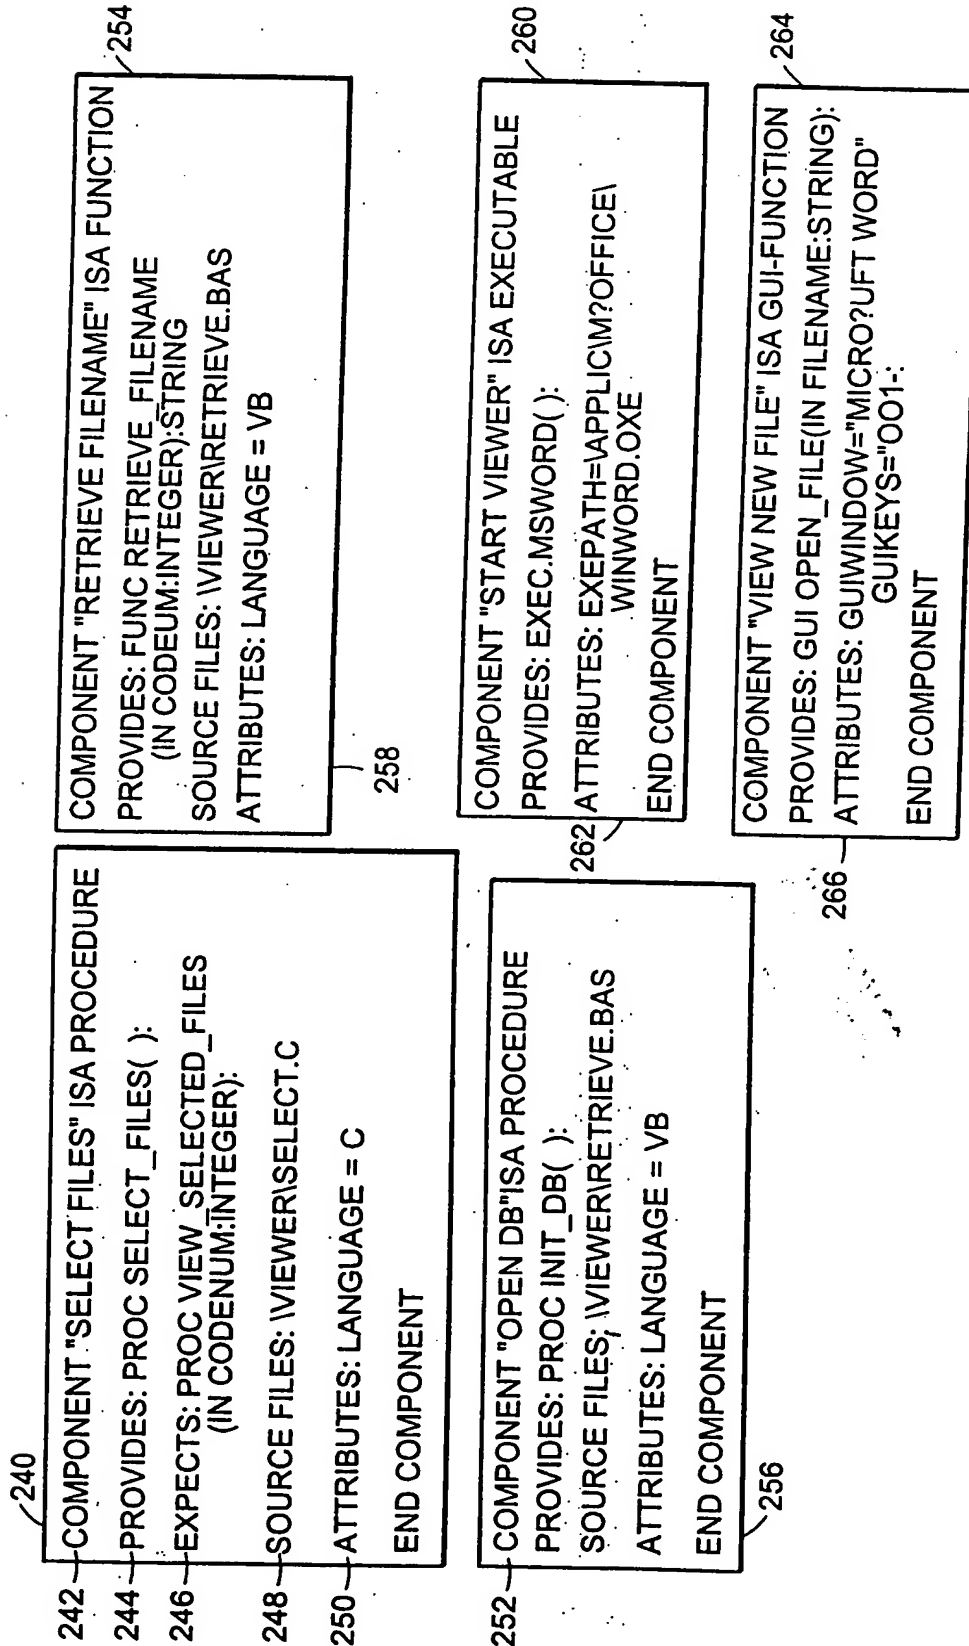 240
242 COMPONENT "SELECT FILES" ISA PROCEDURE
244 PROVIDES: PROC SELECT_FILES( ):
246 EXPECTS: PROC VIEW_SELECTED_FILES
(IN CODENUM:INTEGER):
248 SOURCE FILES: \VIEWER\SELECT.C
250 ATTRIBUTES: LANGUAGE = C
END COMPONENT
252 COMPONENT "OPEN DB"ISA PROCEDURE
PROVIDES: PROC INIT_DB( ):
SOURCE FILES; \VIEWER\RETRIEVE.BAS
ATTRIBUTES: LANGUAGE = VB
END COMPONENT
256
254
COMPONENT "RETRIEVE FILENAME" ISA FUNCTION
PROVIDES: FUNC RETRIEVE_FILENAME
(IN CODEUM:INTEGER):STRING
SOURCE FILES: \VIEWER\RETRIEVE.BAS
ATTRIBUTES: LANGUAGE = VB
258
260
COMPONENT "START VIEWER" ISA EXECUTABLE
PROVIDES: EXEC.MSWORD( ):
262 ATTRIBUTES: EXEPATH=\APPLIC\M?OFFICE\
WINWORD.OXE
END COMPONENT
264
COMPONENT "VIEW NEW FILE" ISA GUI-FUNCTION
PROVIDES: GUI OPEN_FILE(IN FILENAME:STRING):
266 ATTRIBUTES: GUIWINDOW="MICRO?UFT WORD"
GUIKEYS="OO1-:
END COMPONENT